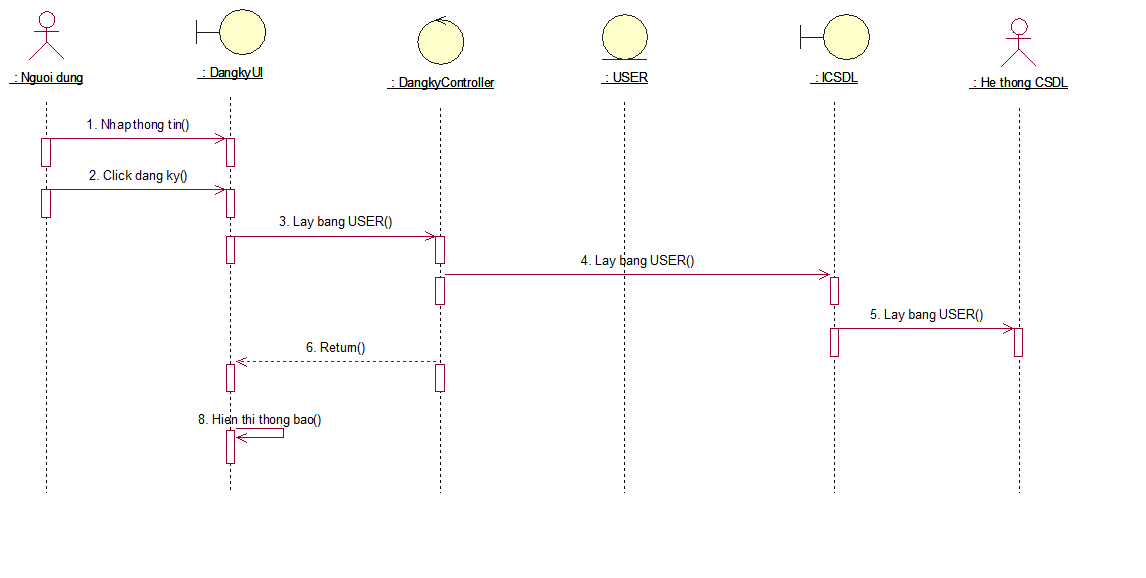 : Nguoi dung
: DangkyUI
: DangkyController
: USER
: ICSDL
: He thong CSDL
1. Nhap thong tin()
2. Click dang ky()
3. Lay bang USER()
4. Lay bang USER()
5. Lay bang USER()
6. Return()
8. Hien thi thong bao()